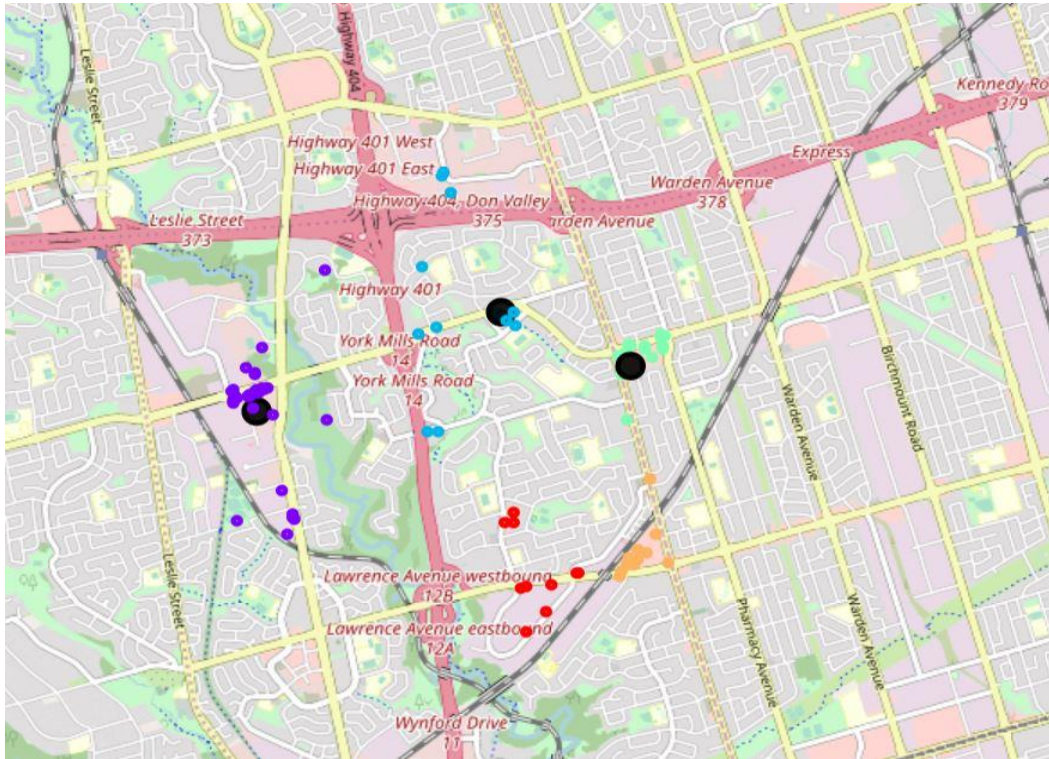 Leslie Street
Highway 404
Kennedy Ro
379
Highway 401 West
Highway 401 East
Express
Warden Avenue
378
Highway 404, Don Valley
375
arden Avenue
Leslie Street
373
Highway 401
York Mills Road
14
York Mills Road
14
Birchmount Road
Warden Avenue
Leslie Street
Lawrence Avenue westbound
12B
Lawrence Avenue eastbound
12A
Pharmacy Avenue
Warden Avenue
Wynford Drive
11